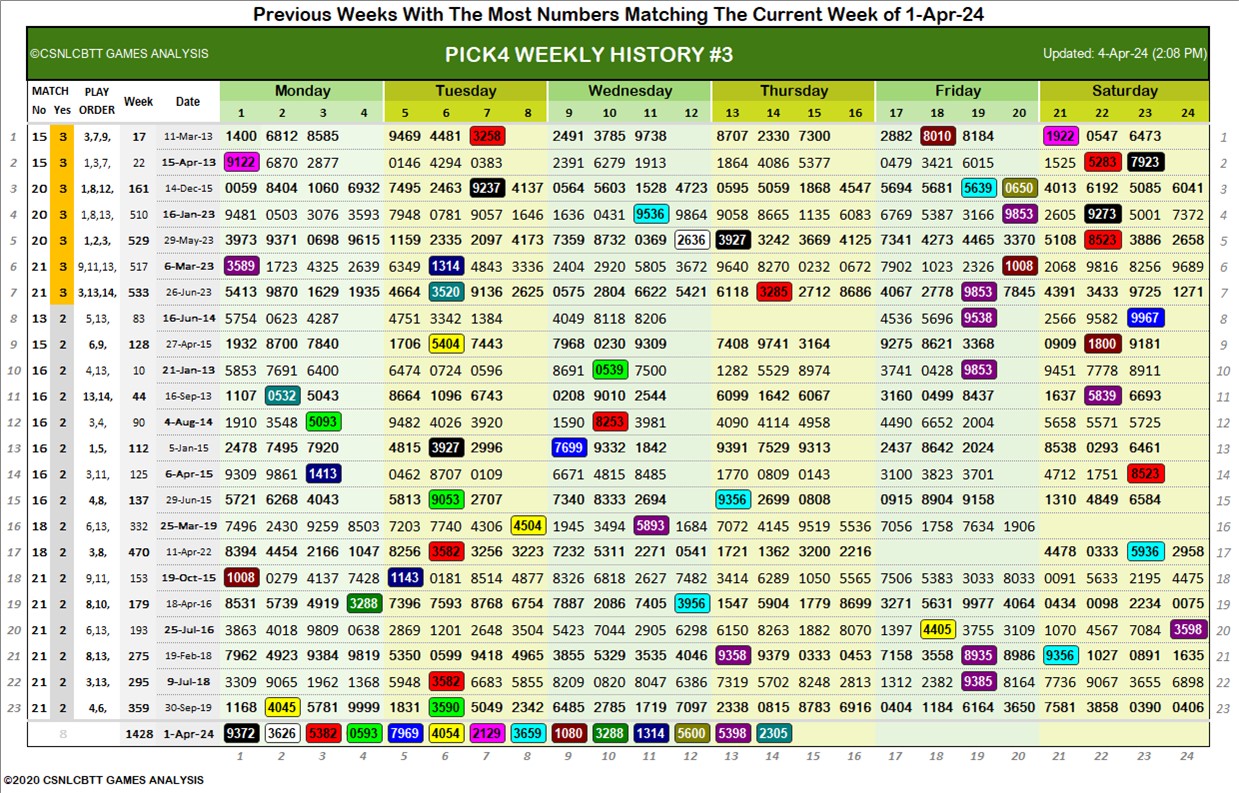 Previous Weeks With The Most Numbers Matching The Current Week of 1-Apr-24
©CSNLCBTT GAMES ANALYSIS PICK4 WEEKLY HISTORY #3 Updated: 4-Apr-24 (2:08 PM)
MATCH PLAY Week Date Monday Tuesday Wednesday Thursday Friday Saturday
No Yes ORDER 1 2 3 4 5 6 7 8 9 10 11 12 13 14 15 16 17 18 19 20 21 22 23 24
1 15 3 3,7,9, 17 11-Mar-13 1400 6812 8585 9469 4481 3258 2491 3785 9738 8707 2330 7300 2882 8010 8184 1922 0547 6473 1
2 15 3 1,3,7, 22 15-Apr-13 9122 6870 2877 0146 4294 0383 2391 6279 1913 1864 4086 5377 0479 3421 6015 1525 5283 7923 2
3 20 3 1,8,12, 161 14-Dec-15 0059 8404 1060 6932 7495 2463 9237 4137 0564 5603 1528 4723 0595 5059 1868 4547 5694 5681 5639 0650 4013 6192 5085 6041 3
4 20 3 1,8,13, 510 16-Jan-23 9481 0503 3076 3593 7948 0781 9057 1646 1636 0431 9536 9864 9058 8665 1135 6083 6769 5387 3166 9853 2605 9273 5001 7372 4
5 20 3 1,2,3, 529 29-May-23 3973 9371 0698 9615 1159 2335 2097 4173 7359 8732 0369 2636 3927 3242 3669 4125 7341 4273 4465 3370 5108 8523 3886 2658 5
6 21 3 9,11,13, 517 6-Mar-23 3589 1723 4325 2639 6349 1314 4843 3336 2404 2920 5803 3672 9640 8270 0232 0672 7902 1023 2326 1008 2068 9816 8256 9689 6
7 21 3 3,13,14, 533 26-Jun-23 5413 9870 1629 1935 4664 3520 9136 2625 0575 2804 6622 5421 6118 3285 2712 8686 4067 2778 9853 7845 4391 3433 9725 1271 7
8 13 2 5,13, 83 16-Jun-14 5754 0623 4287 4751 3342 1384 4049 8118 8206 4536 5696 9538 2566 9582 9967 8
9 15 2 6,9, 128 27-Apr-15 1932 8700 7840 1706 5404 7443 7968 0230 9309 7408 9741 3164 9275 8621 3368 0909 1800 9181 9
10 16 2 4,13, 10 21-Jan-13 5853 7691 6400 6474 0724 0596 8691 0539 7500 1282 5529 8974 3741 0428 9853 9451 7778 8911 10
11 16 2 13,14, 44 16-Sep-13 1107 0532 5043 8664 1096 6743 0208 9010 2544 6099 1642 6067 3160 0499 8437 1637 5839 6693 11
12 16 2 3,4, 90 4-Aug-14 1910 3548 5093 9482 4026 3920 1591 8253 3981 4090 4114 4958 4490 6652 2004 5658 5571 5725 12
13 16 2 1,5, 112 5-Jan-15 2478 7495 7920 4815 3927 2996 7699 9332 1842 9391 7529 9313 2437 8642 2024 8538 0293 6461 13
14 16 2 3,11, 125 6-Apr-15 9309 9861 1413 0462 8707 0109 6671 4815 8485 1770 0809 0143 3100 3823 3701 4712 1751 8523 14
15 16 2 4,8, 137 29-Jun-15 5721 6268 4043 5813 9053 2707 7340 8333 2694 9356 2699 0808 0915 8904 9158 1310 4849 6584 15
16 18 2 6,13, 332 25-Mar-19 7496 2430 9259 8503 7203 7740 4306 8504 1945 3494 5893 1684 7072 4145 9519 5536 7056 1758 7634 1906 16
17 18 2 3,8, 470 11-Apr-22 8394 4454 2166 1047 8256 3582 3256 3223 7232 5311 2271 0541 1721 1362 3200 2216 4478 0333 5936 2958 17
18 21 2 9,11, 153 19-Oct-15 1008 0279 4137 7428 1143 0181 8514 4877 8326 6818 2627 7482 3414 6289 1050 5565 7506 5383 3033 8033 0091 5633 2195 4475 18
19 21 2 8,10, 179 18-Apr-16 8531 5739 4919 3288 7396 7593 8768 6754 7887 2086 7405 3956 1547 5904 1779 8699 3271 5631 9977 4064 0434 0098 2234 0075 19
20 21 2 6,13, 193 25-Jul-16 3863 4018 9809 0638 2869 1201 2648 3504 5423 7044 2905 6298 6150 8263 1882 8070 1397 4405 3755 3109 1070 4567 7084 3598 20
21 21 2 8,13, 275 19-Feb-18 7962 4923 9384 9819 5350 0599 9418 4965 3855 5329 3535 4046 9358 9379 0333 0453 7158 3558 8935 8986 9356 1027 0891 1635 21
22 21 2 3,13, 295 9-Jul-18 3309 9065 1962 1368 5948 3582 6683 5855 8209 0820 8047 6386 7319 5702 8248 2813 1312 2382 9385 8164 7736 9067 3655 6898 22
23 21 2 4,6, 359 30-Sep-19 1168 4045 5781 9999 1831 3590 5049 2342 6485 2785 1719 7097 2338 0815 8783 6916 0404 1184 6164 3650 7581 3858 0390 0406 23
8 1428 1-Apr-24 9372 3626 5382 0593 7969 4054 2129 3659 1080 3288 1314 5600 5398 2305
1 2 3 4 5 6 7 8 9 10 11 12 13 14 15 16 17 18 19 20 21 22 23 24
©2020 CSNLCBTT GAMES ANALYSIS